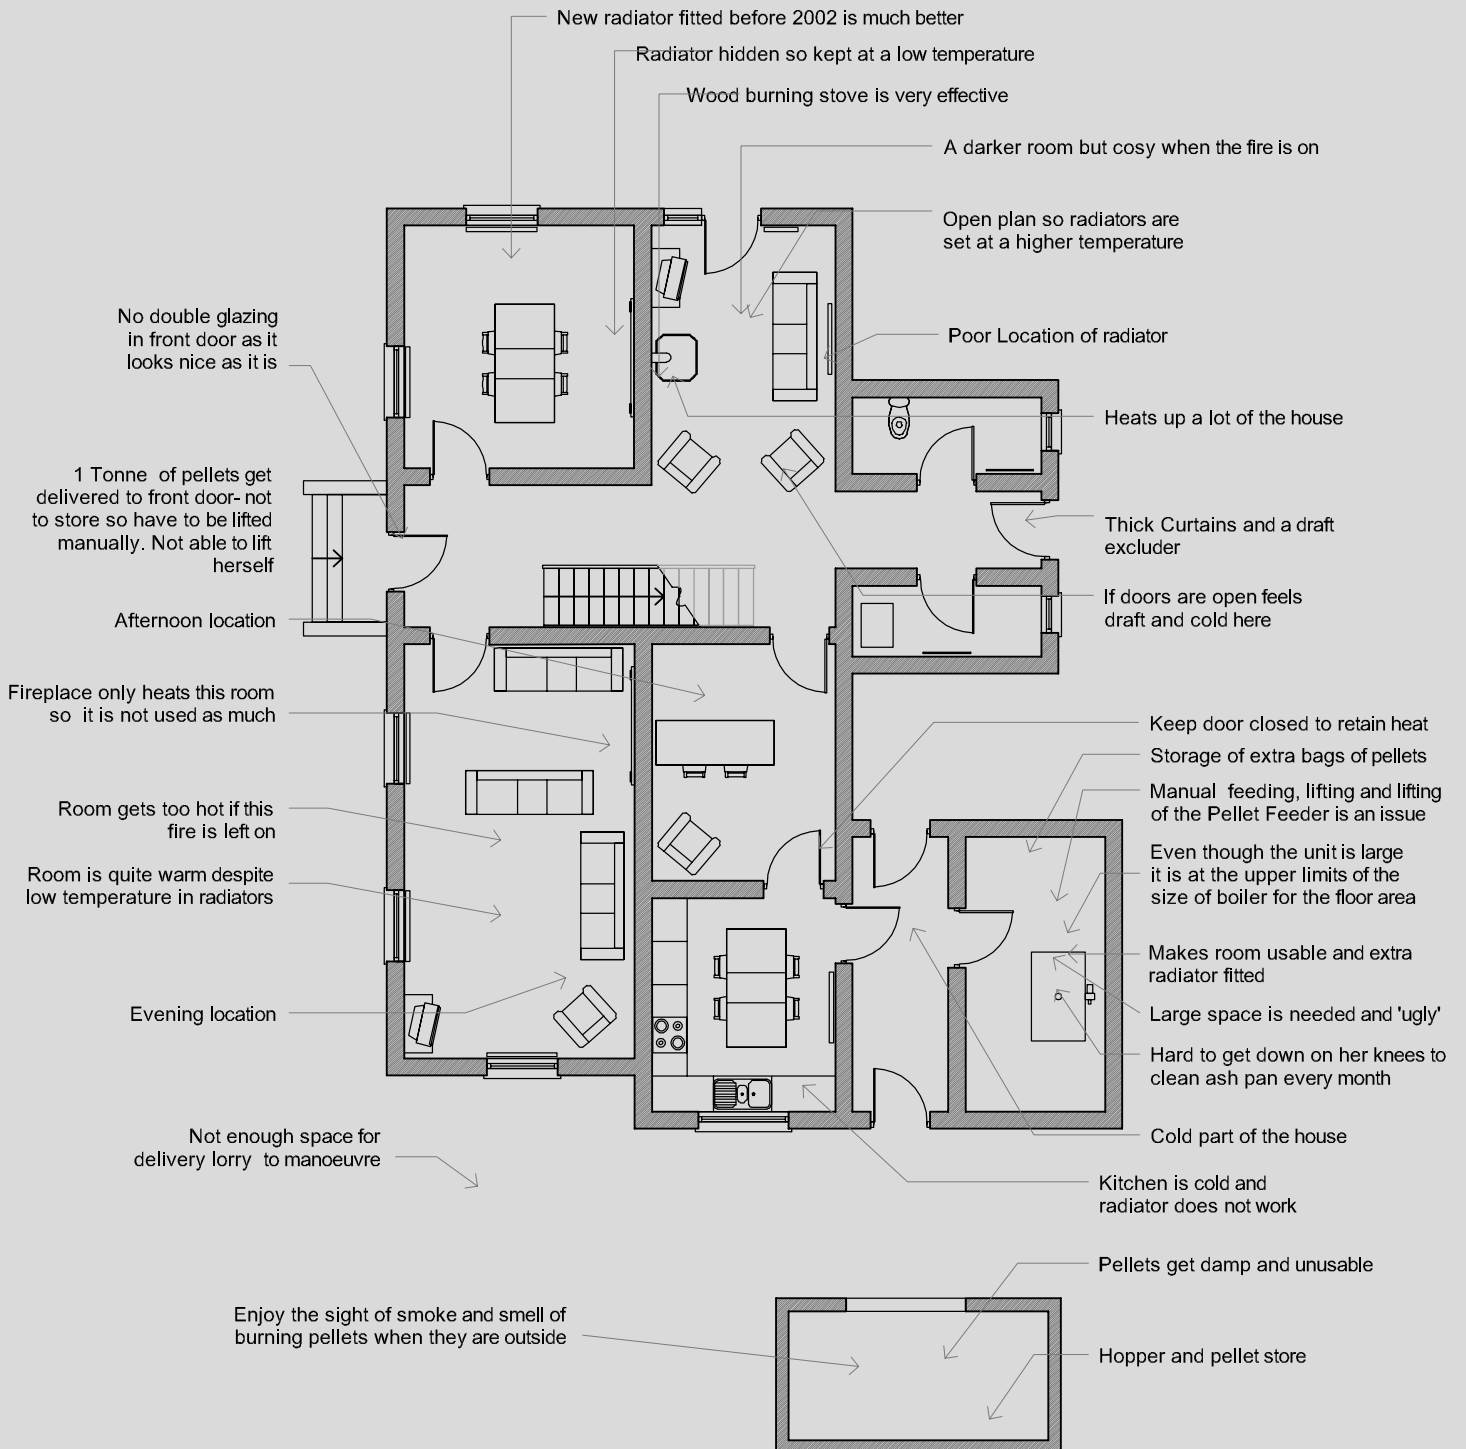 New radiator fitted before 2002 is much better
Radiator hidden so kept at a low temperature
Wood burning stove is very effective
A darker room but cosy when the fire is on
Open plan so radiators are
set at a higher temperature
No double glazing
in front door as it
looks nice as it is
Poor Location of radiator
Heats up a lot of the house
1 Tonne of pellets get
delivered to front door- not
to store so have to be lifted
manually. Not able to lift
herself
Thick Curtains and a draft
excluder
If doors are open feels
draft and cold here
Afternoon location
Fireplace only heats this room
so it is not used as much
Keep door closed to retain heat
Storage of extra bags of pellets
Manual feeding, lifting and lifting
of the Pellet Feeder is an issue
Room gets too hot if this
fire is left on
Even though the unit is large
it is at the upper limits of the
size of boiler for the floor area
Room is quite warm despite
low temperature in radiators
Makes room usable and extra
radiator fitted
Evening location
Large space is needed and 'ugly'
Hard to get down on her knees to
clean ash pan every month
Not enough space for
delivery lorry to manoeuvre
Cold part of the house
Kitchen is cold and
radiator does not work
Pellets get damp and unusable
Enjoy the sight of smoke and smell of
burning pellets when they are outside
Hopper and pellet store